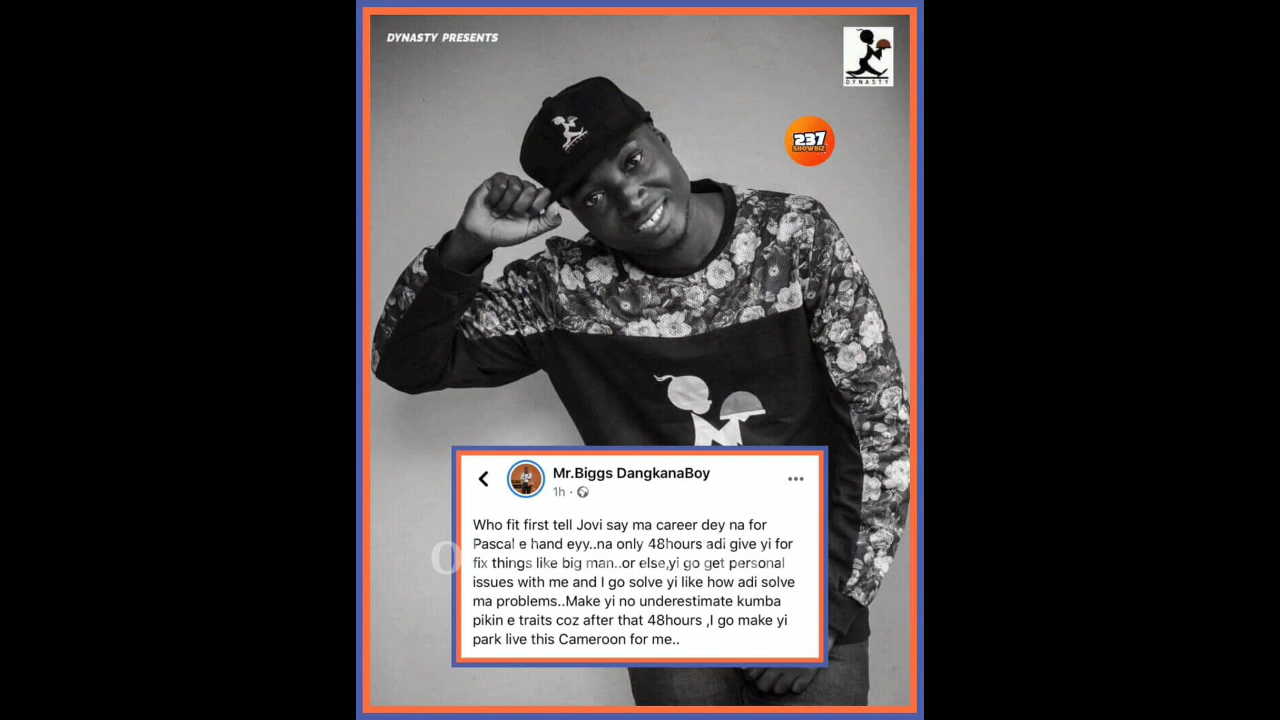 DYNASTY PRESENTS
DYNASTY
237
SHOWBIZ
Mr.Biggs DangkanaBoy
1h
Who fit first tell Jovi say ma career dey na for
Pascal e hand eyy..na only 48hours adi give yi for
fix things like big man..or else,yi go get personal
issues with me and I go solve yi like how adi solve
ma problems..Make yi no underestimate kumba
pikin e traits coz after that 48hours ,I go make yi
park live this Cameroon for me..